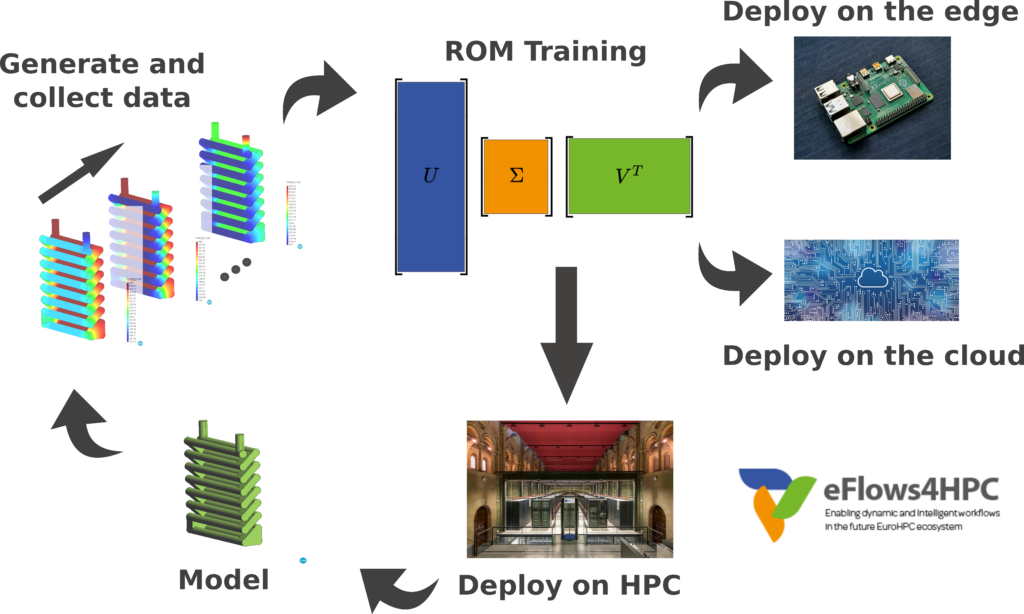 Deploy on the edge
ROM Training
Generate and
collect data
U
Σ
V^T
Deploy on the cloud
eFlows4HPC
Enabling dynamic and Intelligent workflows
in the future EuroHPC ecosystem
Model
Deploy on HPC